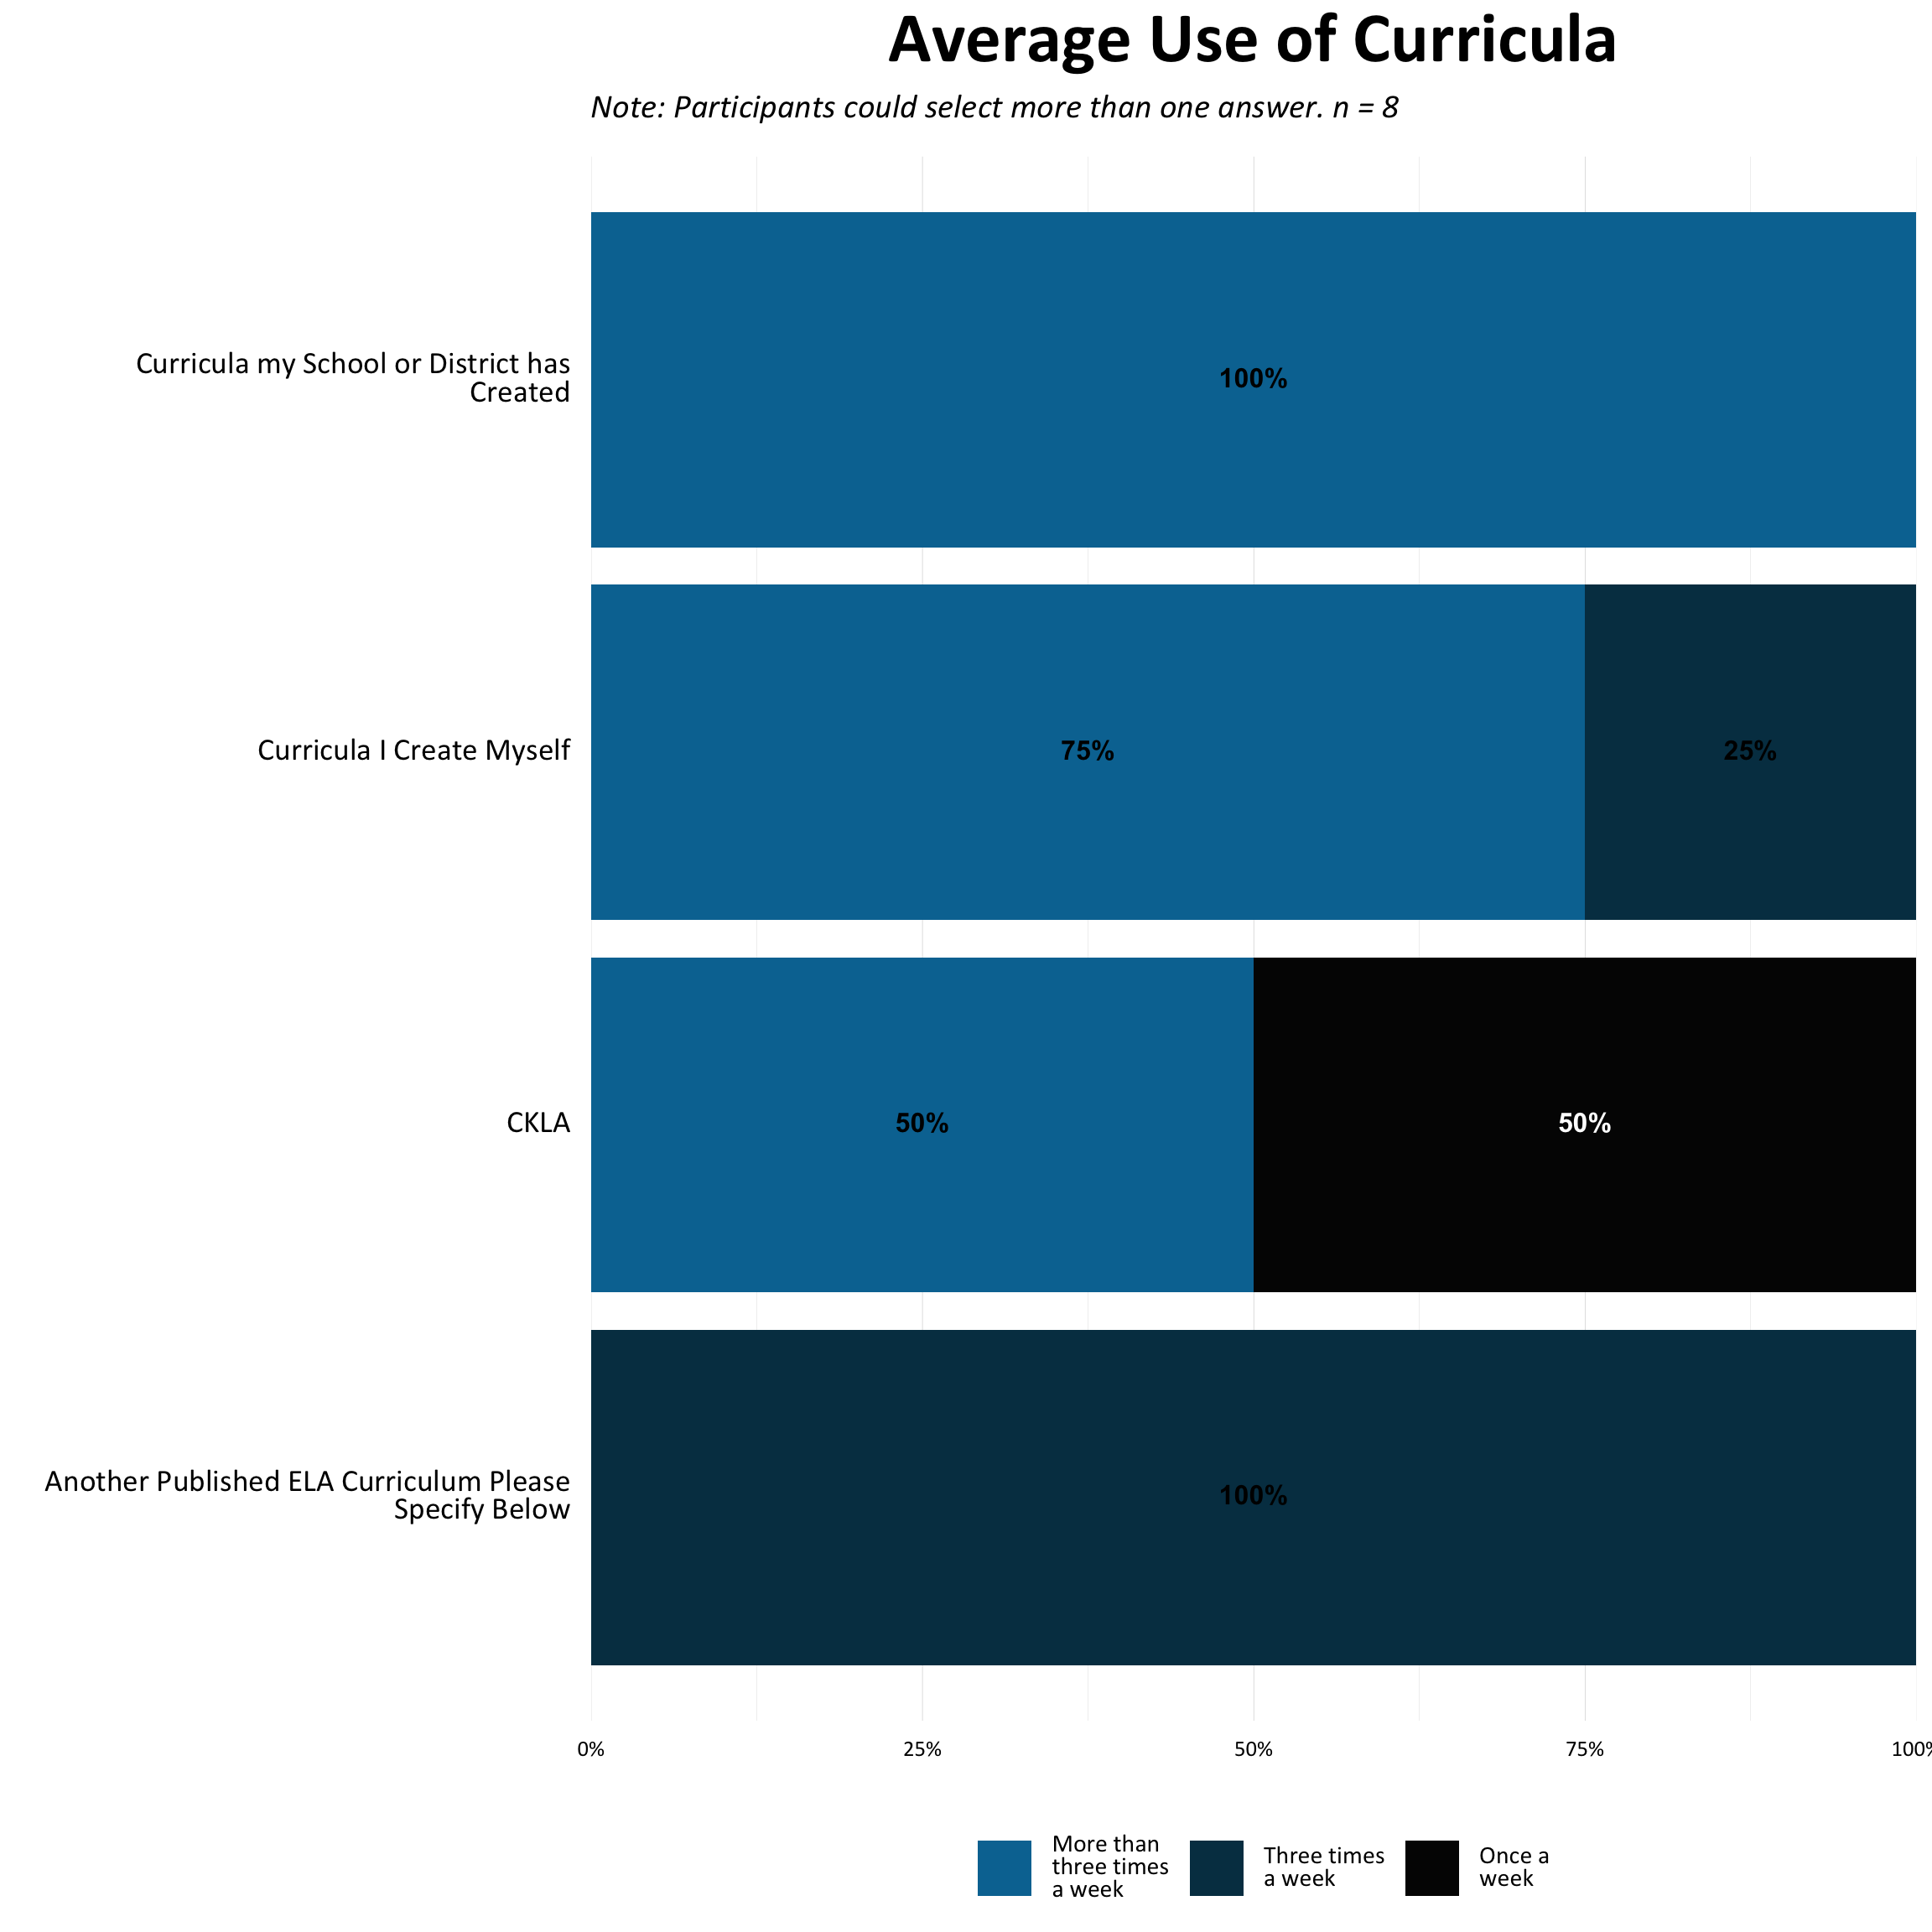 Average Use of Curricula
Note: Participants could select more than one answer. n = 8
Curricula my School or District has
Created
100%
Curricula I Create Myself
75%
25%
CKLA
50%
50%
Another Published ELA Curriculum Please
Specify Below
100%
0%
25%
50%
75%
100%
More than
three times
a week
Three times
a week
Once a
week